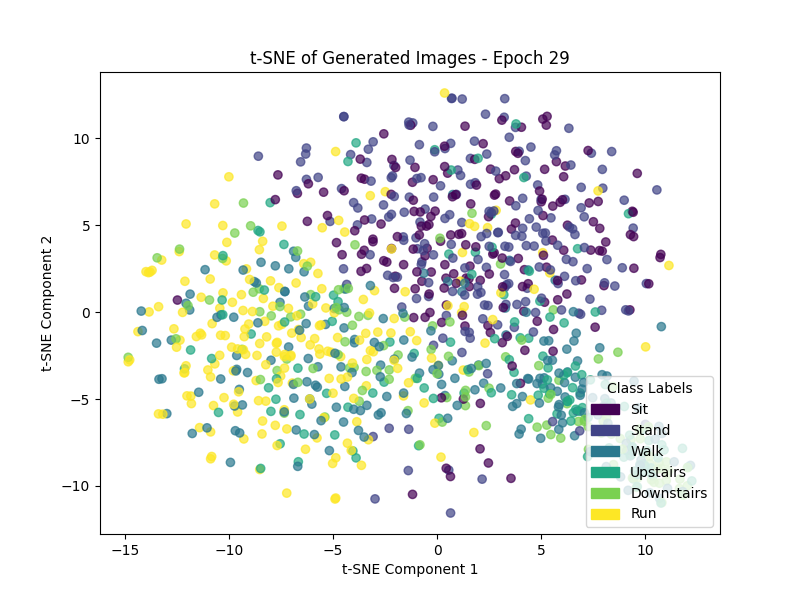 t-SNE of Generated Images - Epoch 29
t-SNE Component 2
10
5
0
−5
−10
Class Labels
Sit
Stand
Walk
Upstairs
Downstairs
Run
−15
−10
−5
0
5
10
t-SNE Component 1